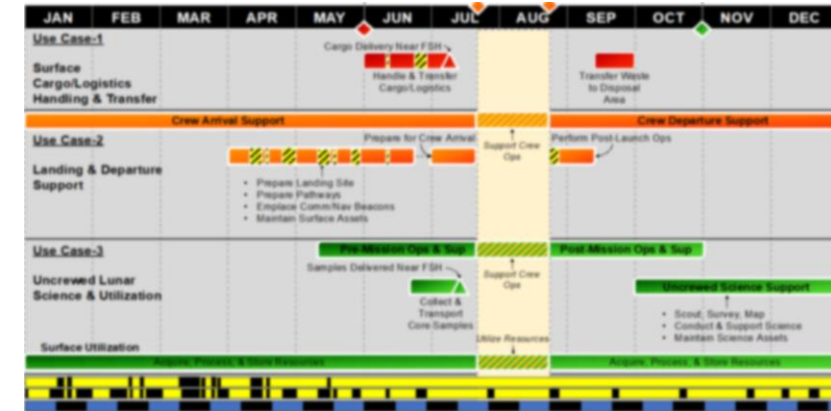 JAN FEB MAR APR MAY JUN JUL AUG SEP OCT NOV DEC
Use Case-1
Surface
Cargo/Logistics
Handling & Transfer
Cargo Delivery Near FSH
Handle & Transfer
Cargo/Logistics
Transfer Waste
to Disposal
Area
Crew Arrival Support
Crew Departure Support
Use Case-2
Landing & Departure
Support
Prepare for Crew Arrival
Support Crew
Ops
Perform Post-Launch Ops
• Prepare Landing Site
• Prepare Pathways
• Emplace Comm/Nav Beacons
• Maintain Surface Assets
Use Case-3
Uncrewed Lunar
Science & Utilization
Pre-Mission Ops & Sup
Post-Mission Ops & Sup
Samples Delivered Near FSH
Support Crew
Ops
Collect &
Transport
Core Samples
Uncrewed Science Support
• Scout, Survey, Map
• Conduct & Support Science
• Maintain Science Assets
Surface Utilization
Utilize Resources
Acquire, Process, & Store Resources
Acquire, Process, & Store Resources